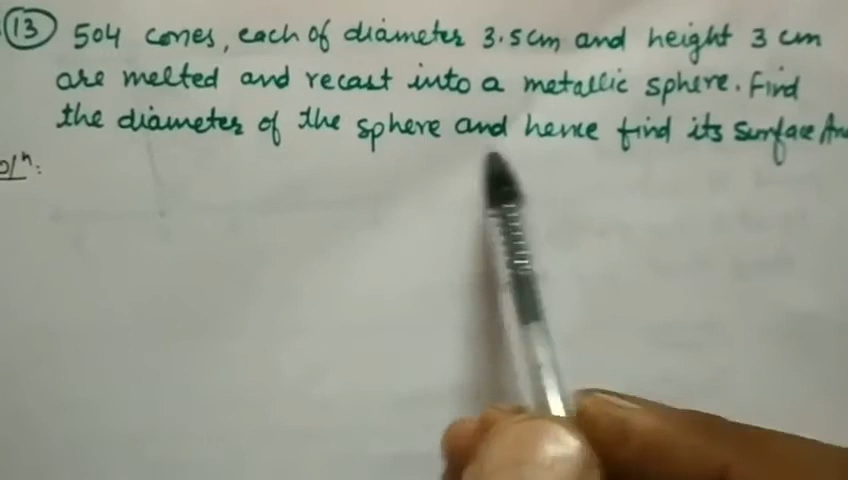 13 504 cones, each of diameter 3.5cm and height 3 cm
are melted and recast into a metallic sphere. Find
the diameter of the sphere and hence find its surface